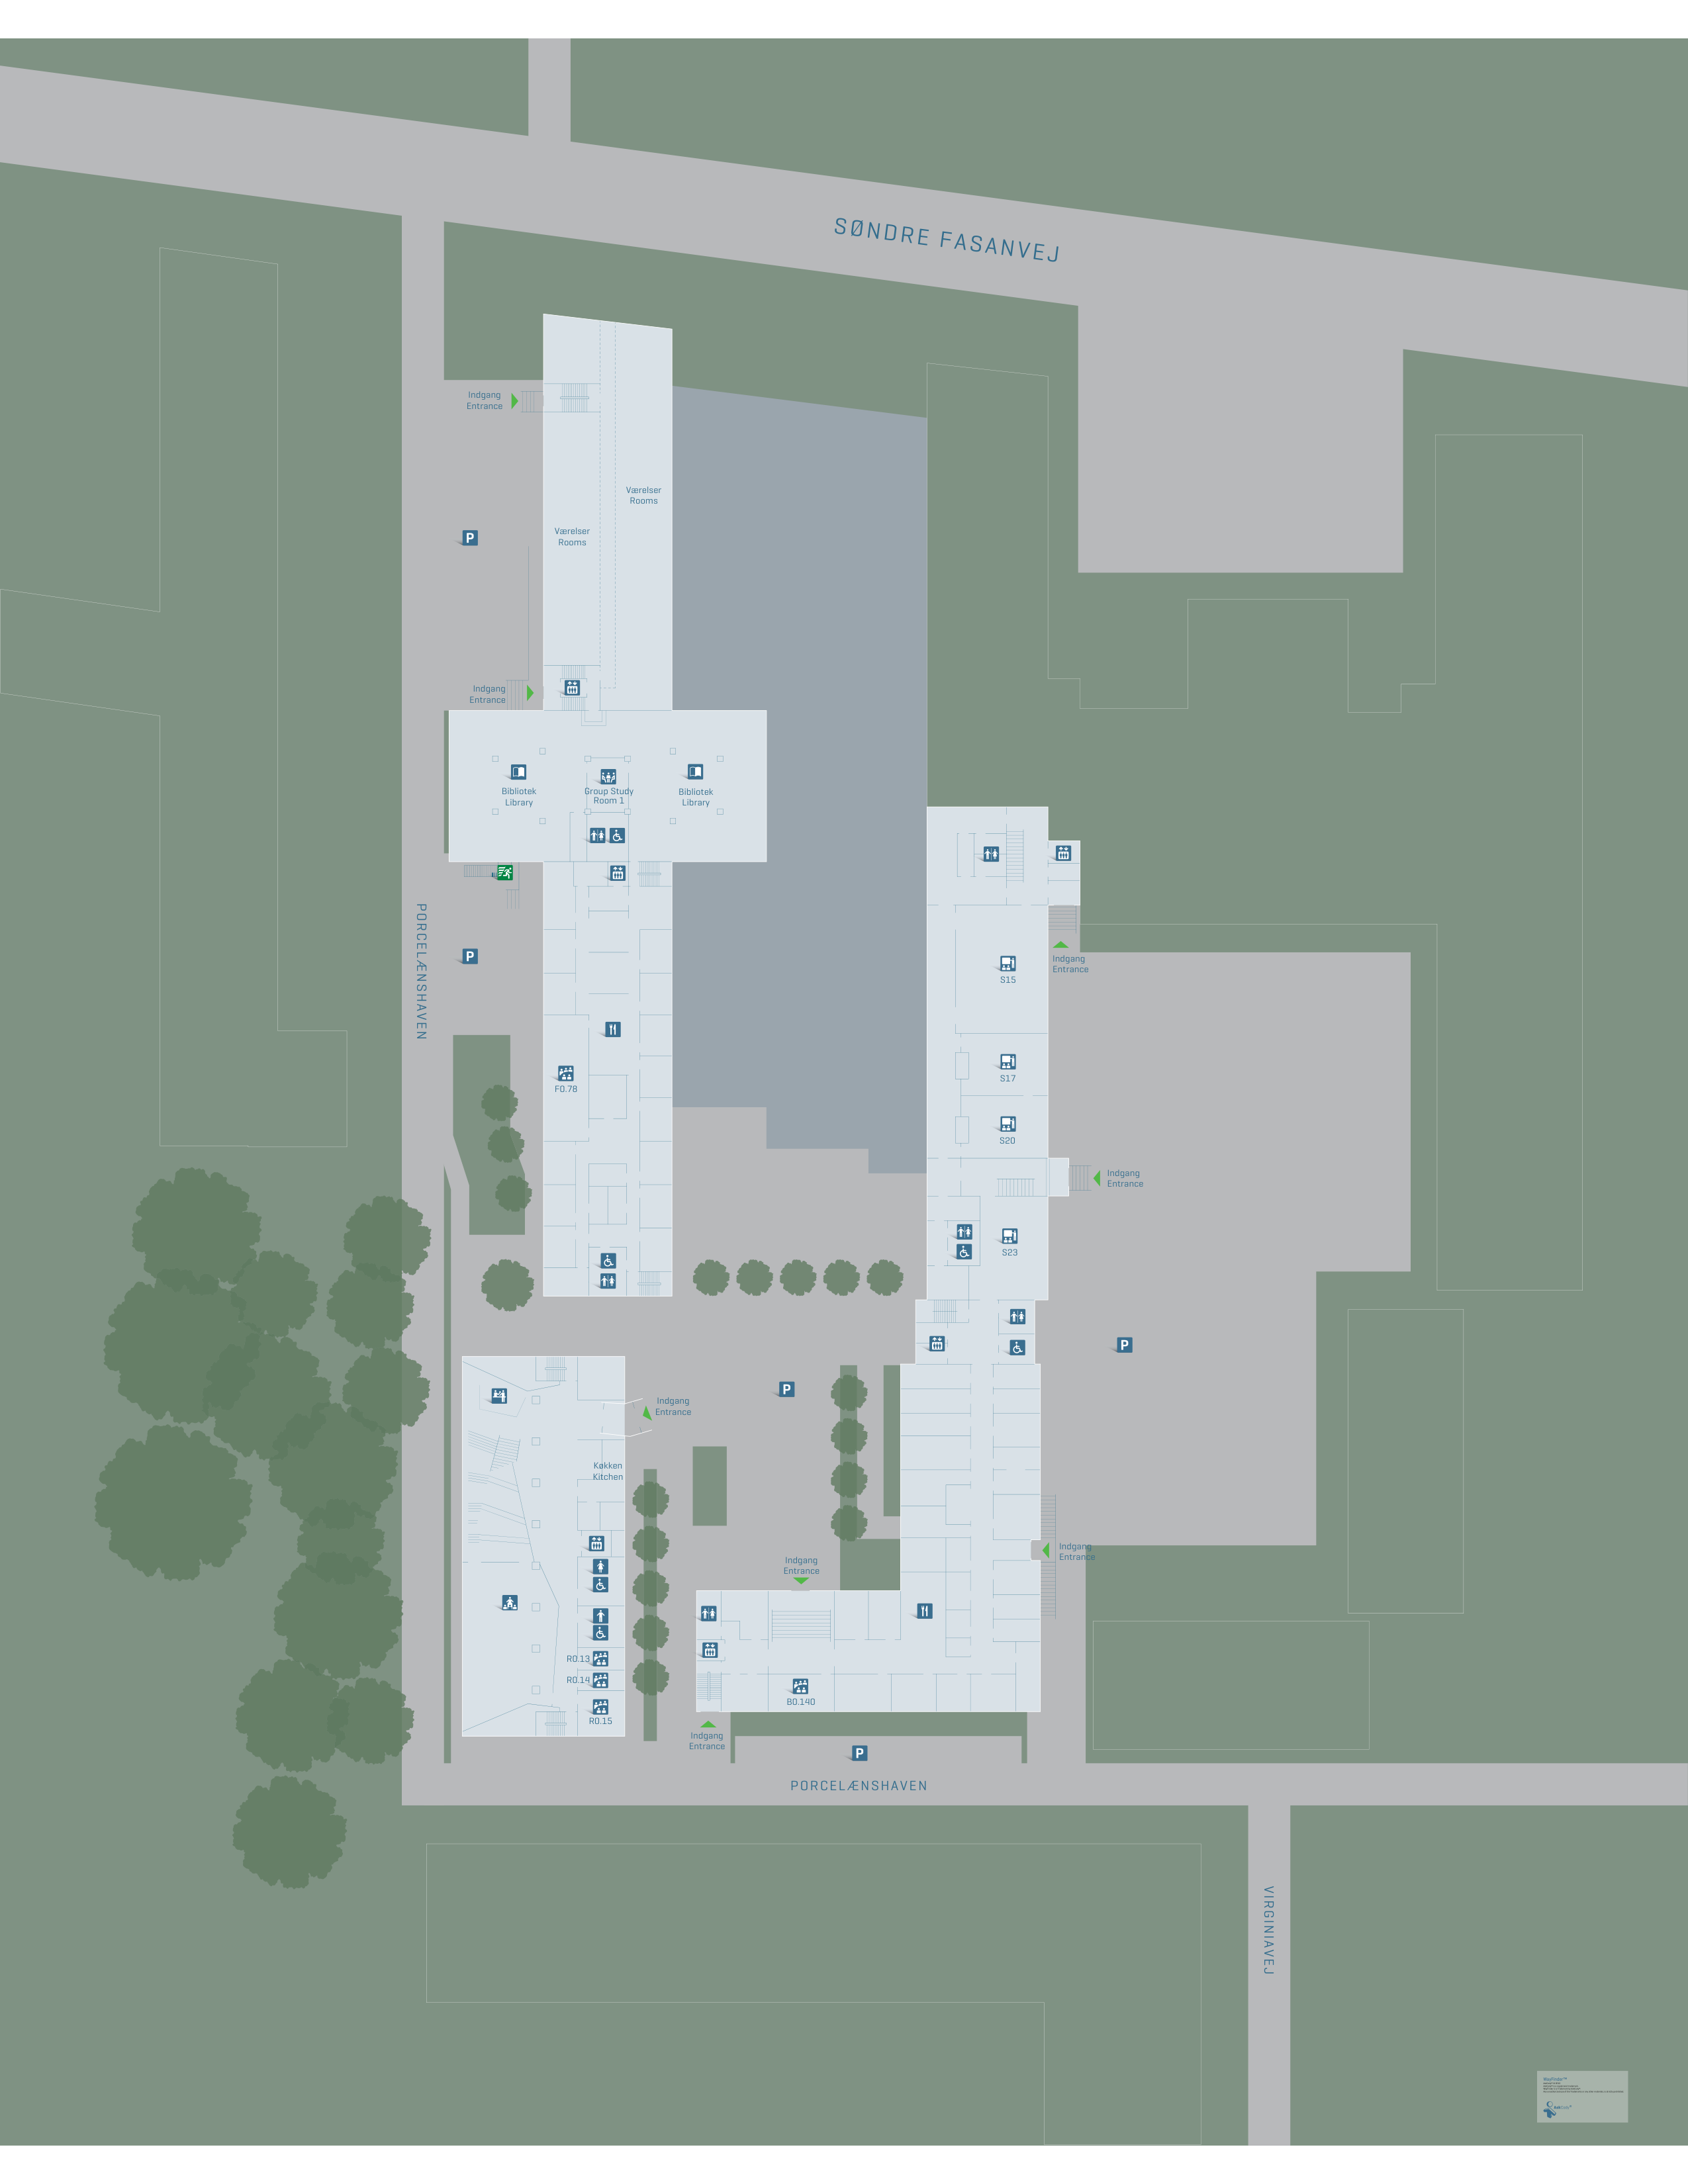 SØNDRE FASANVEJ
Indgang
Entrance
Værelser
Rooms
Værelser
Rooms
P
Indgang
Entrance
Bibliotek
Library
Group Study
Room 1
Bibliotek
Library
PORCELÆNSHAVEN
P
Indgang
Entrance
S15
S17
F0.78
S20
Indgang
Entrance
S23
P
P
Indgang
Entrance
Køkken
Kitchen
Indgang
Entrance
Indgang
Entrance
R0.13
R0.14
R0.15
B0.140
Indgang
Entrance
P
PORCELÆNSHAVEN
VIRGINIAVEJ